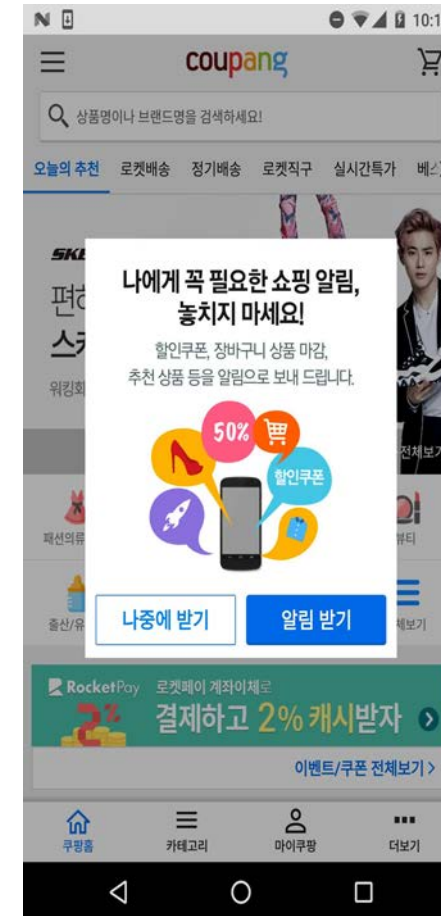 10:1
coupang
상품명이나 브랜드명을 검색하세요!
오늘의 추천 로켓배송 정기배송 로켓직구 실시간특가
나에게 꼭 필요한 쇼핑 알림,
놓치지 마세요!
할인쿠폰, 장바구니 상품 마감,
추천 상품 등을 알림으로 보내 드립니다.
50%
할인쿠폰
전체보기
패션의류
뷰티
나중에 받기 알림 받기
출산/유
체보기
RocketPay 로켓페이 계좌이체로
2%
결제하고 2% 캐시받자
이벤트/쿠폰 전체보기 >
쿠팡홈 카테고리 마이쿠팡 더보기